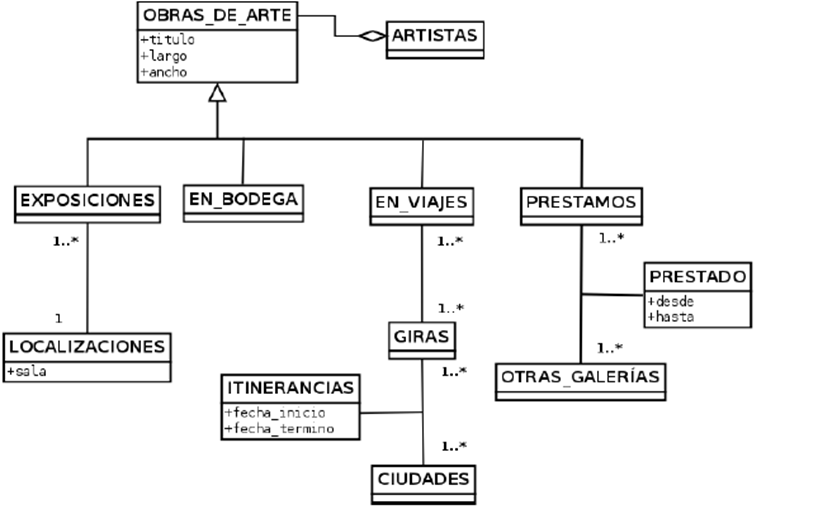 OBRAS_DE_ARTE
+titulo
+largo
+ancho
ARTISTAS
EXPOSICIONES
EN_BODEGA
EN_VIAJES
PRESTAMOS
1..*
1..*
1..*
PRESTADO
+desde
+hasta
1
1..*
LOCALIZACIONES
+sala
GIRAS
1..*
1..*
OTRAS_GALERÍAS
ITINERANCIAS
+fecha_inicio
+fecha_termino
1..*
CIUDADES